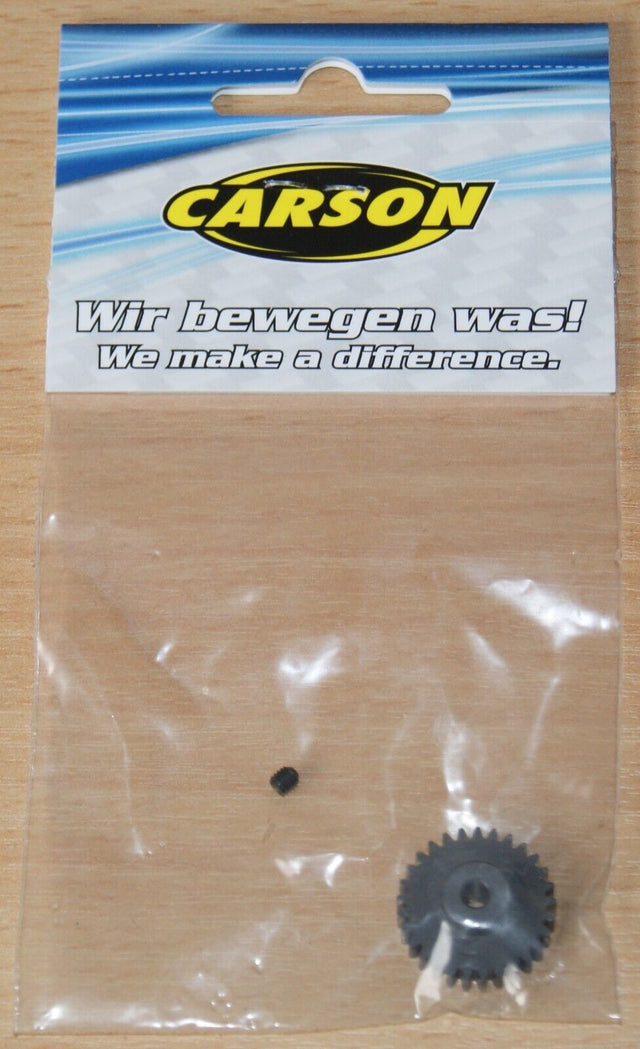 CARSON
Wir bewegen was!
We make a difference.